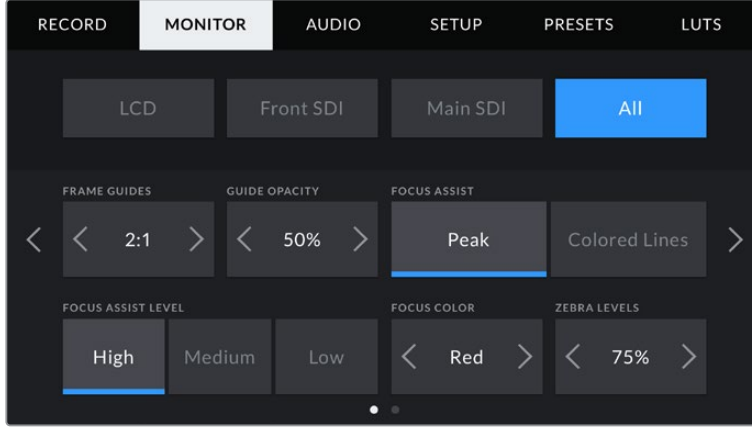 RECORD MONITOR AUDIO SETUP PRESETS LUTS
LCD Front SDI Main SDI All
FRAME GUIDES GUIDE OPACITY FOCUS ASSIST
2:1 50% Peak Colored Lines
FOCUS ASSIST LEVEL FOCUS COLOR ZEBRA LEVELS
High Medium Low Red 75%